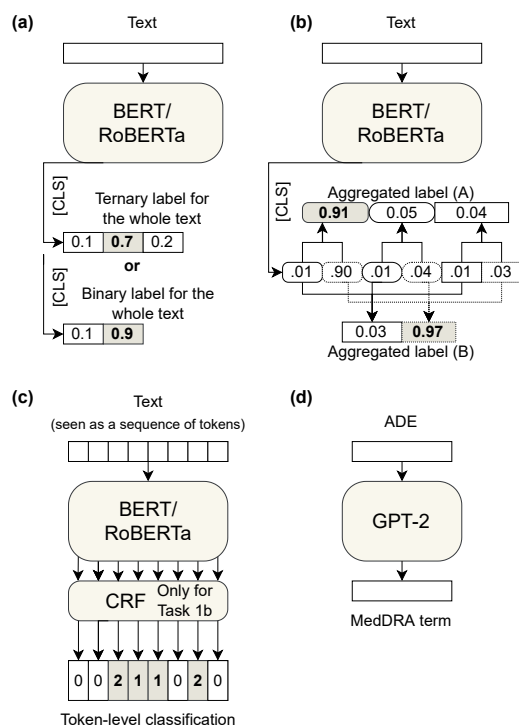 (a)
Text
BERT/
RoBERTa
[CLS]
Ternary label for
the whole text
0.1 0.7 0.2
or
[CLS]
Binary label for the
whole text
0.1 0.9
(b)
Text
BERT/
RoBERTa
[CLS]
Aggregated label (A)
0.91 0.05 0.04
.01 .90 .01 .04 .01 .03
0.03 0.97
Aggregated label (B)
(c)
Text
(seen as a sequence of tokens)
BERT/
RoBERTa
CRF Only for
Task 1b
0 0 2 1 1 0 2 0
Token-level classification
(d)
ADE
GPT-2
MedDRA term